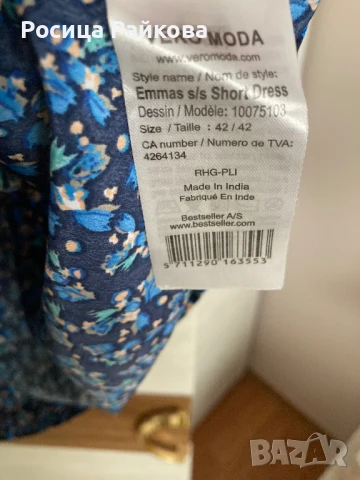 Росица Райкова
VERO MODA
www.veromoda.com
Style name / Nom de style:
Emmas s/s Short Dress
Dessin / Modèle: 10075103
Size / Taille : 42 / 42
CA number / Numero de TVA:
4264134
RHG-PLI
Made In India
Fabriqué En Inde
Bestseller A/S
www.bestseller.com
5 711290 163553
BAZAR